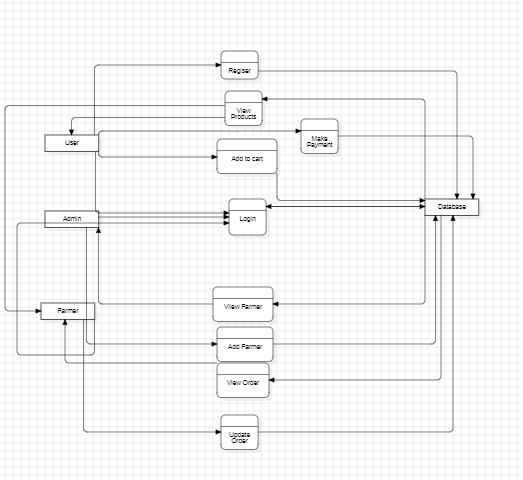 Regiser
View
Products
Make
Payment
User
Add to cart
Database
Admin
Login
View Farmer
Farmer
Add Farmer
View Order
Update
Order